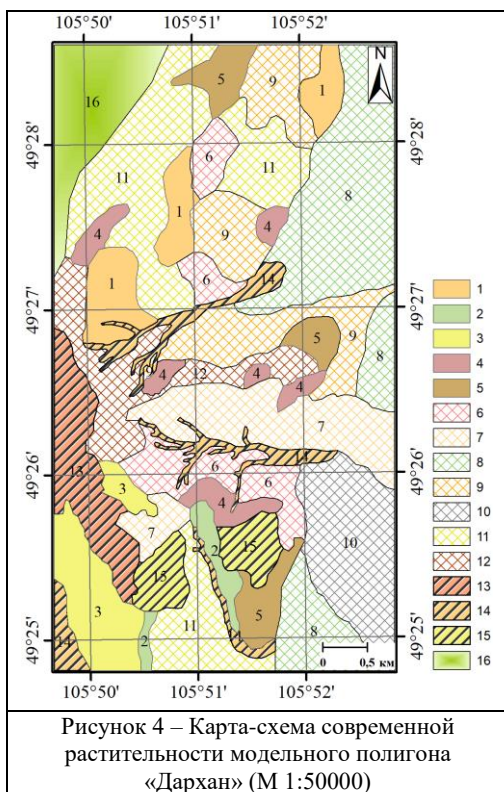 105°50' 105°51' 105°52'
N
5 9 1
16
49°28' 49°28'
6
11 11 8
1
4 9 4
6
1 14
49°27' 49°27'
5 9
8
4 12 4 4
7
14
49°26' 6 49°26'
13 6
3
7
15 15 10
2
3 5
14 11 14 8
2
49°25' 49°25'
0 0,5 км
105°50' 105°51' 105°52'
1
2
3
4
5
6
7
8
9
10
11
12
13
14
15
16
Рисунок 4 – Карта-схема современной
растительности модельного полигона
«Дархан» (М 1:50000)